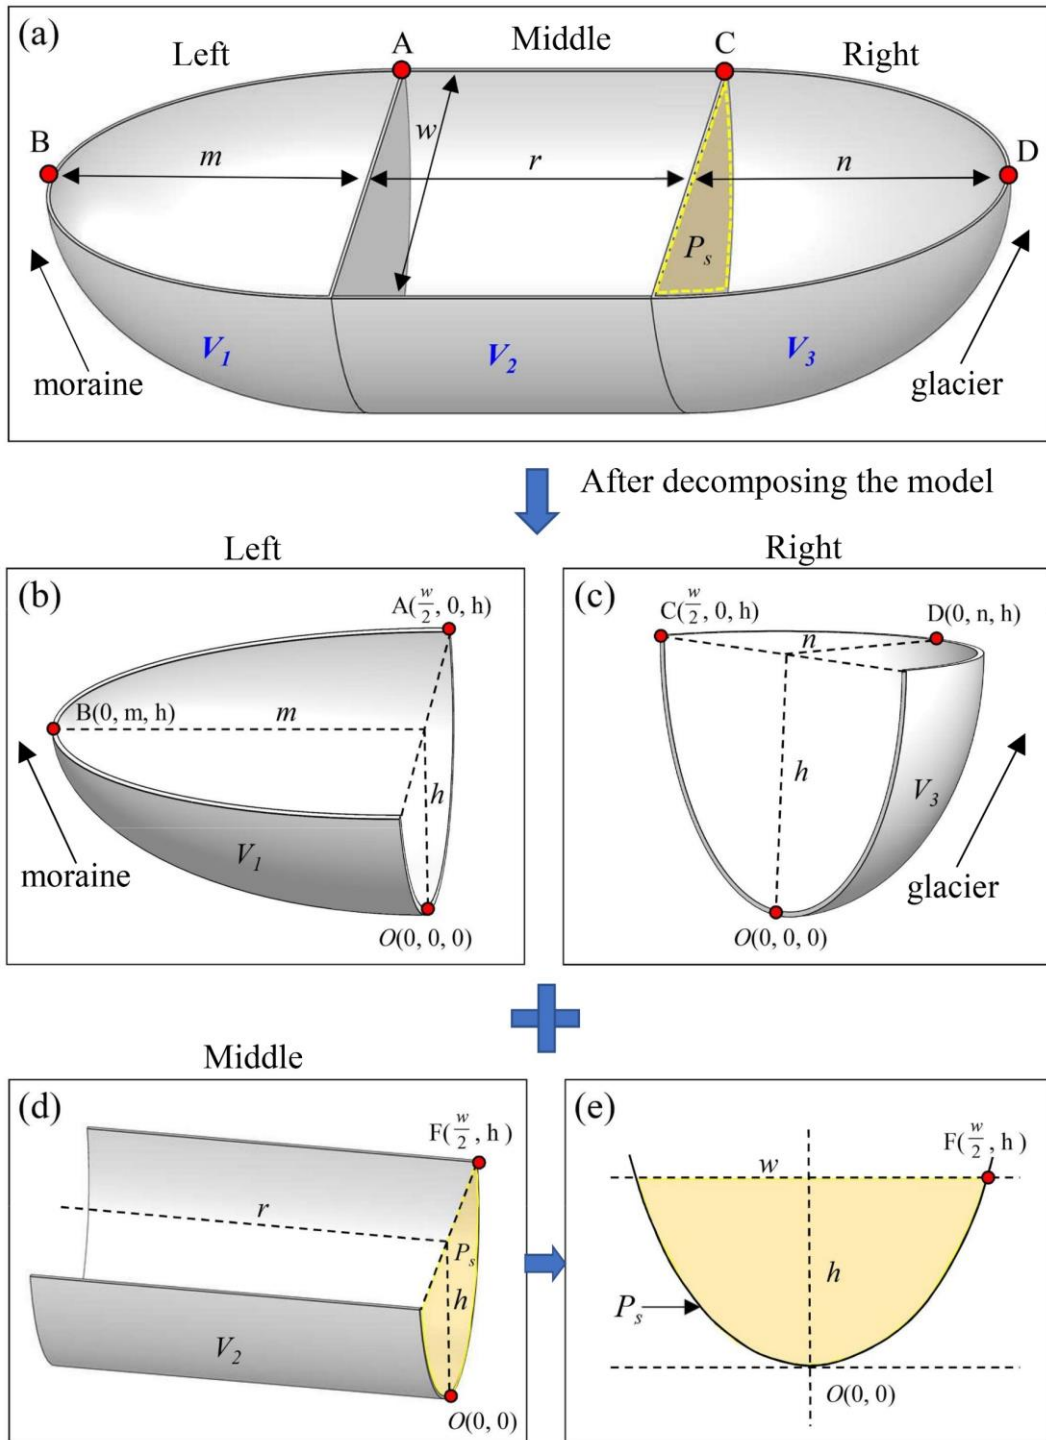 (a)
Left
A
Middle
C
Right
B
D
m
w
r
n
P_s
V_1
V_2
V_3
moraine
glacier
After decomposing the model
Left
Right
(b)
A(w/2, 0, h)
B(0, m, h)
m
h
V_1
moraine
O(0, 0, 0)
(c)
C(w/2, 0, h)
D(0, n, h)
n
h
V_3
glacier
O(0, 0, 0)
Middle
(d)
F(w/2, h)
r
P_s
h
V_2
O(0, 0)
(e)
F(w/2, h)
w
h
P_s
O(0, 0)